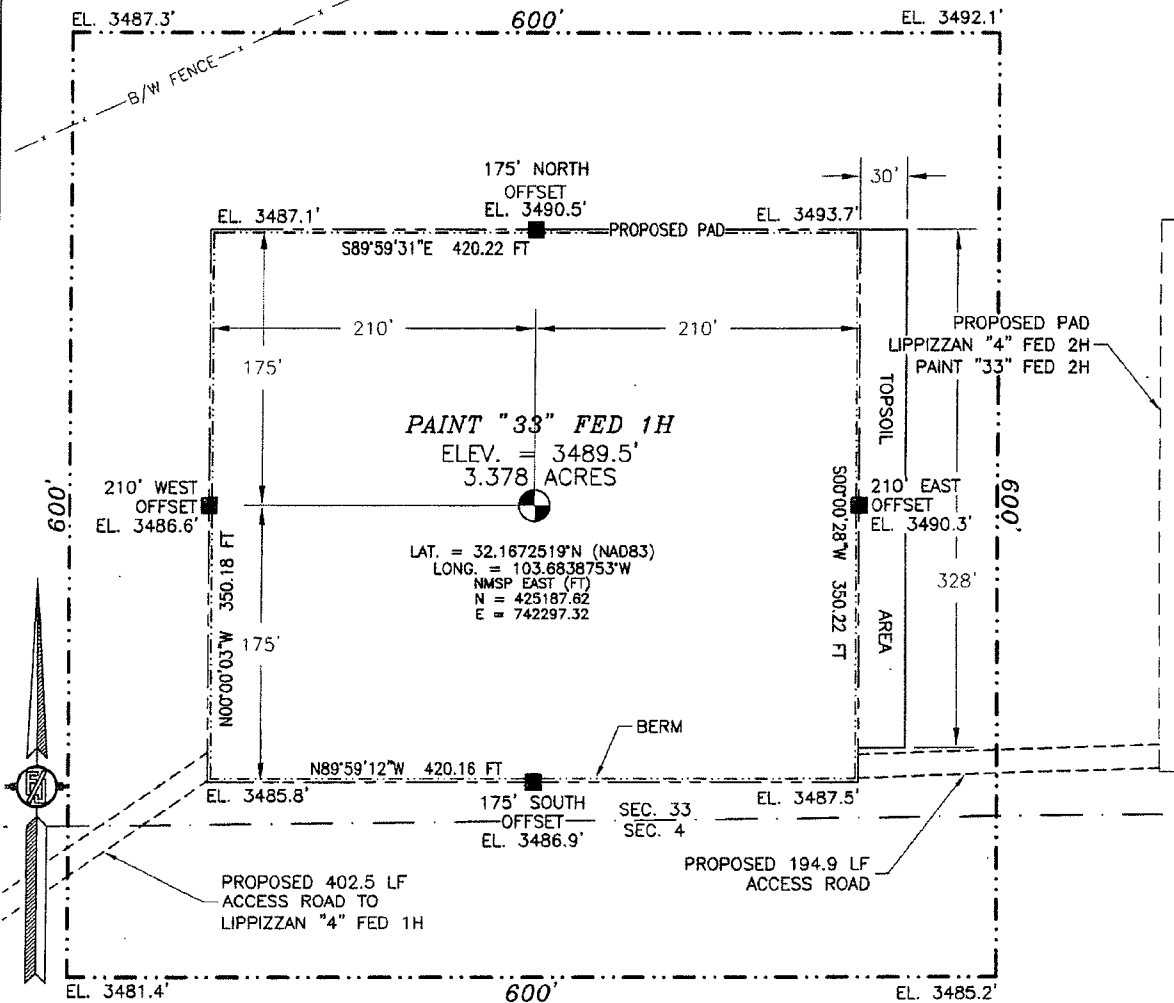 EL. 3487.3'
600'
EL. 3492.1'
B/W FENCE
175' NORTH
OFFSET
EL. 3490.5'
30'
EL. 3487.1'
EL. 3493.7'
PROPOSED PAD
S89°59'31"E 420.22 FT
210'
210'
175'
PROPOSED PAD
LIPPIZZAN "4" FED 2H
PAINT "33" FED 2H
TOPSOIL
AREA
PAINT "33" FED 1H
ELEV. = 3489.5'
3.378 ACRES
600'
210' WEST
OFFSET
EL. 3486.6'
S00°00'28"W 350.22 FT
210' EAST
OFFSET
EL. 3490.3'
600'
LAT. = 32.1672519°N (NAD83)
LONG. = 103.6838753°W
NMSP EAST (FT)
N = 425187.62
E = 742297.32
N00°00'03"W 350.18 FT
328'
175'
BERM
N89°59'12"W 420.16 FT
EL. 3485.8'
175' SOUTH
OFFSET
EL. 3486.9'
EL. 3487.5'
SEC. 33
SEC. 4
PROPOSED 402.5 LF
ACCESS ROAD TO
LIPPIZZAN "4" FED 1H
PROPOSED 194.9 LF
ACCESS ROAD
EL. 3481.4'
600'
EL. 3485.2'